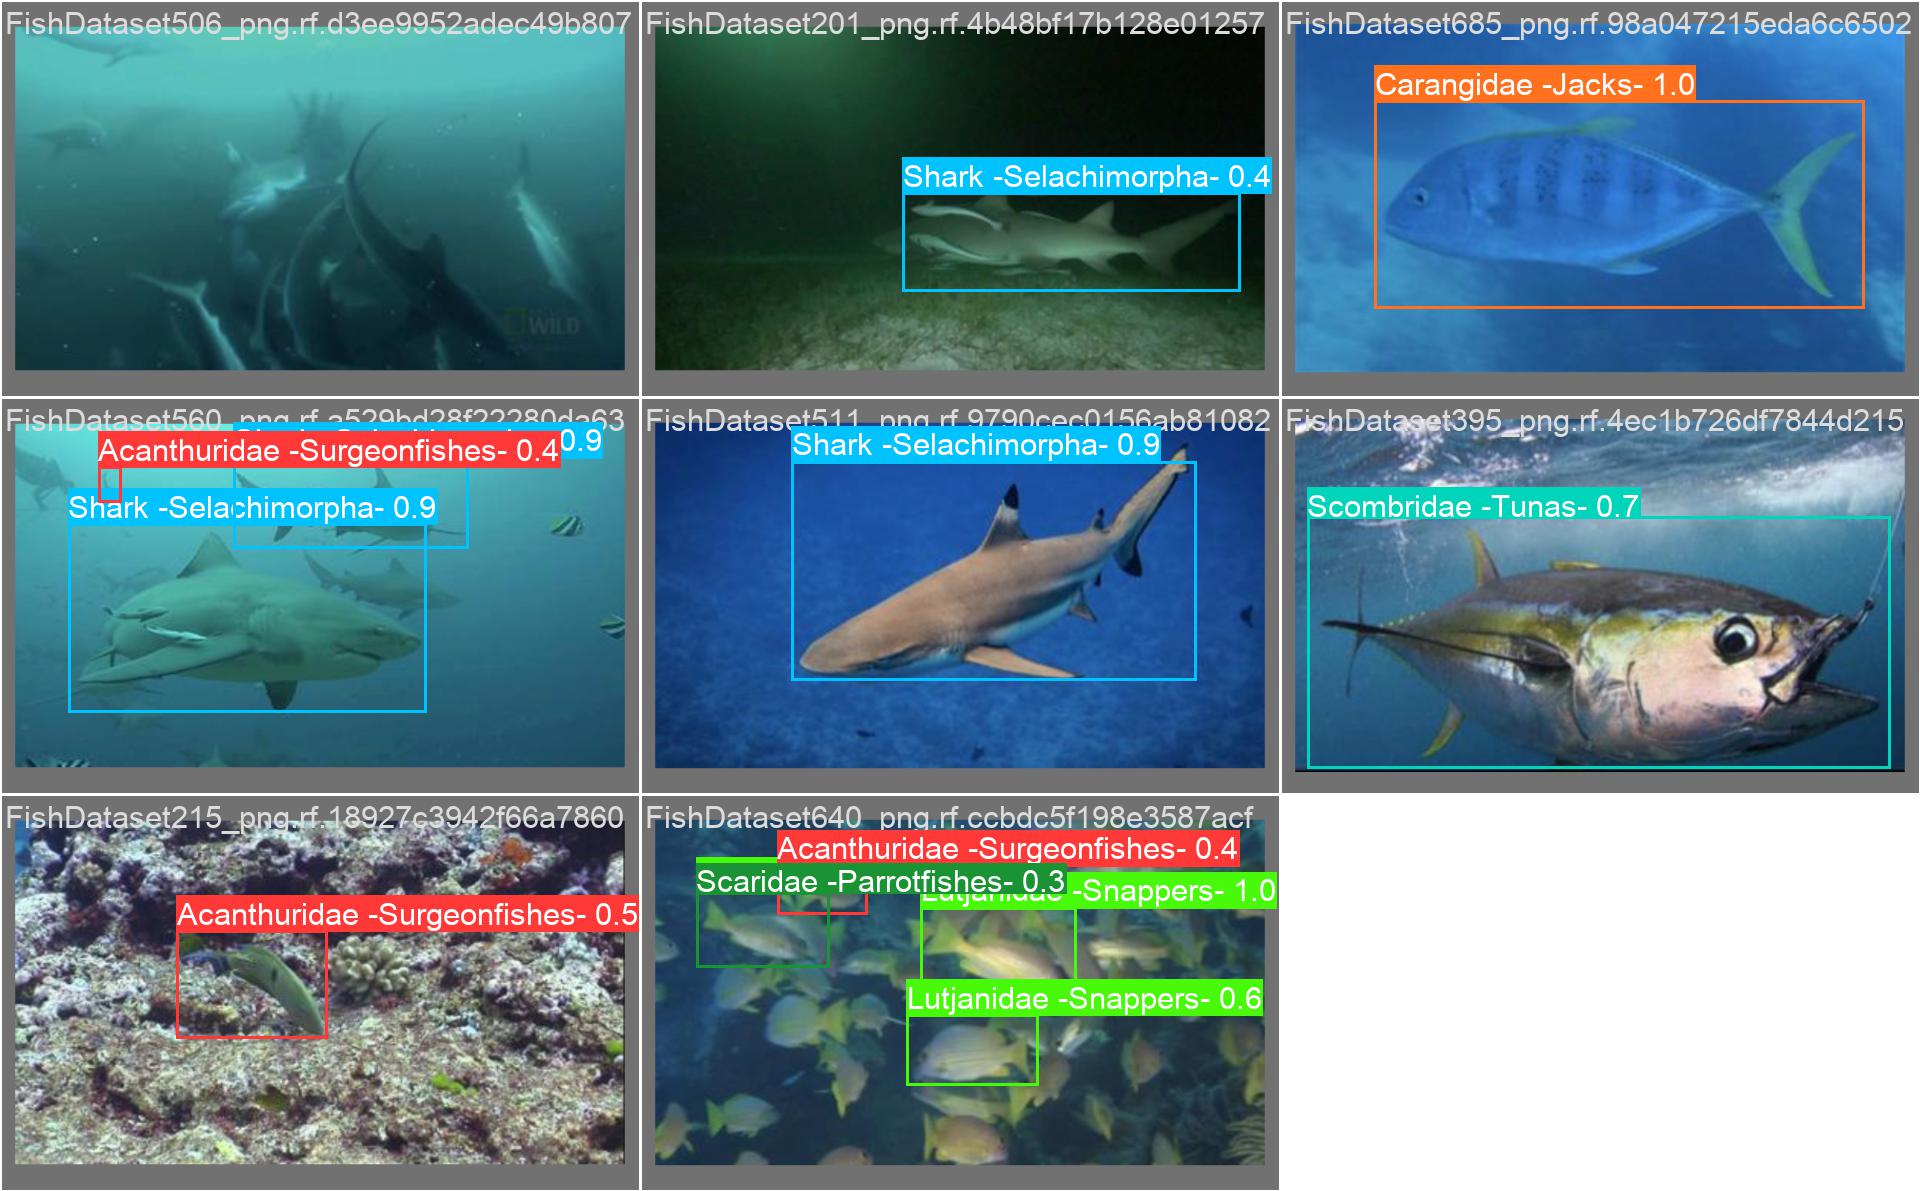 FishDataset506_png.rf.d3ee9952adec49b807
FishDataset201_png.rf.4b48bf17b128e01257
FishDataset685_png.rf.98a047215eda6c6502
Carangidae -Jacks- 1.0
Shark -Selachimorpha- 0.4
WILD
FishDataset560_png.rf.a529bd28f22280da63
FishDataset511_png.rf.9790cec0156ab81082
FishDataset395_png.rf.4ec1b726df7844d215
0.9
Acanthuridae -Surgeonfishes- 0.4
Shark -Selachimorpha- 0.9
Shark -Selachimorpha- 0.9
Scombridae -Tunas- 0.7
FishDataset215_png.rf.18927c3942f66a7860
FishDataset640_png.rf.ccbdc5f198e3587acf
Acanthuridae -Surgeonfishes- 0.4
Scaridae -Parrotfishes- 0.3
Lutjanidae -Snappers- 1.0
Acanthuridae -Surgeonfishes- 0.5
Lutjanidae -Snappers- 0.6